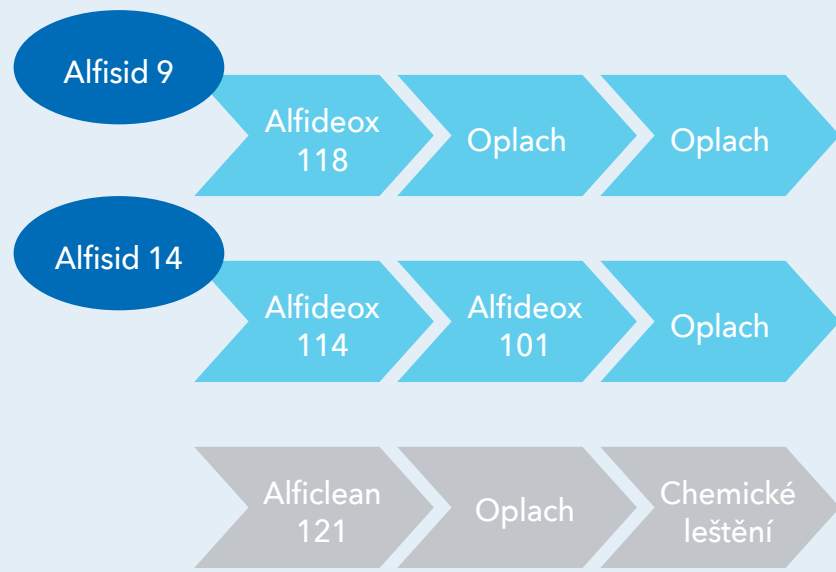 Alfisid 9
Alfideox
118
Oplach
Oplach
Alfisid 14
Alfideox
114
Alfideox
101
Oplach
Alficlean
121
Oplach
Chemické
leštění